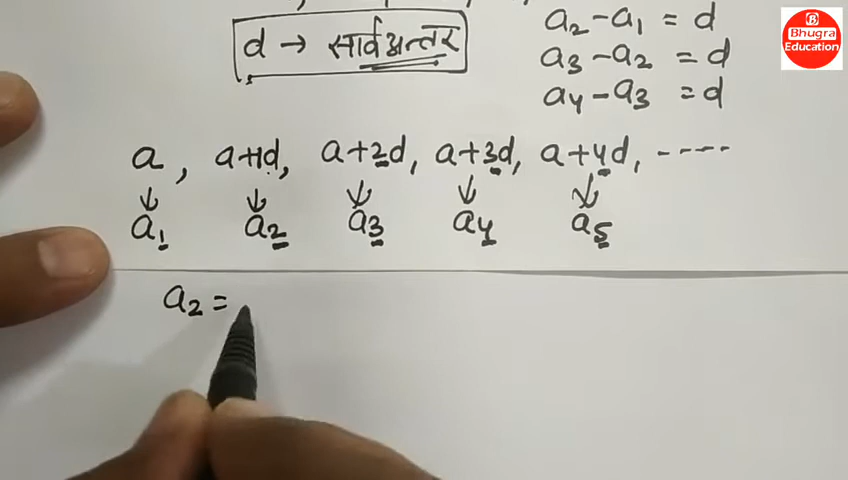 a₂-a₁ = d
d → सार्वअन्तर
a₃-a₂ = d
a₄-a₃ = d
a, a+1d, a+2d, a+3d, a+4d, -----
↓ ↓ ↓ ↓ ↓
a₁ a₂ a₃ a₄ a₅
a₂ =
B
Bhugra
Education